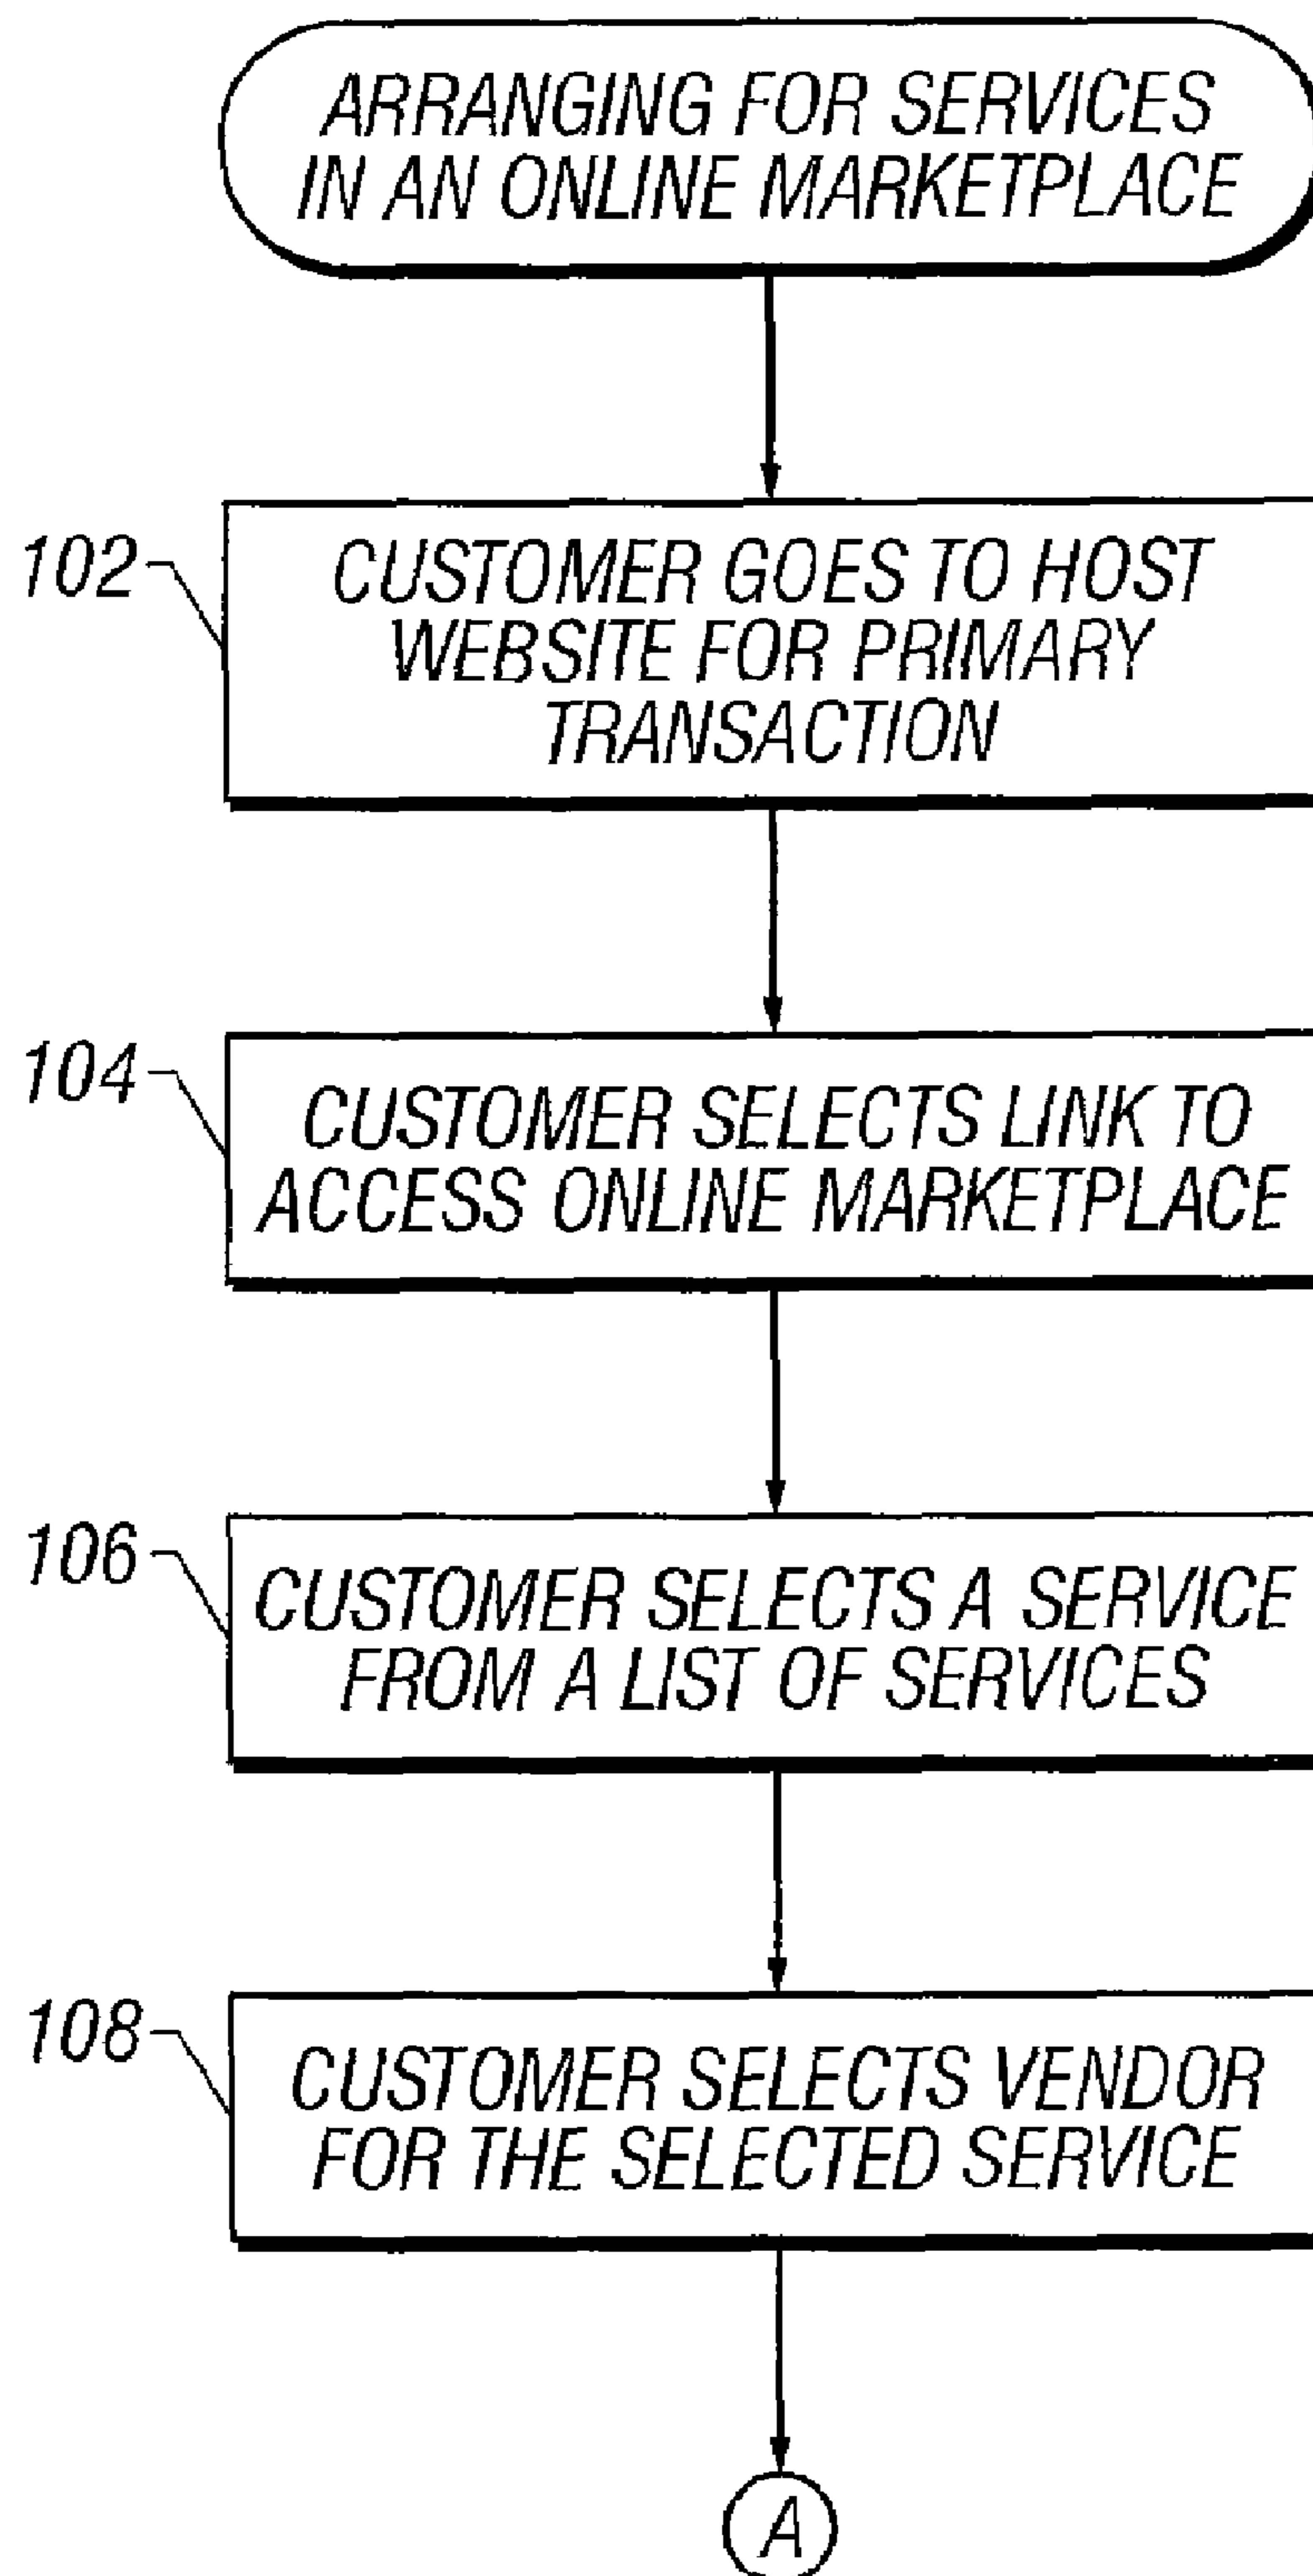 ARRANGING FOR SERVICES
IN AN ONLINE MARKETPLACE
102
CUSTOMER GOES TO HOST
WEBSITE FOR PRIMARY
TRANSACTION
104
CUSTOMER SELECTS LINK TO
ACCESS ONLINE MARKETPLACE
106
CUSTOMER SELECTS A SERVICE
FROM A LIST OF SERVICES
108
CUSTOMER SELECTS VENDOR
FOR THE SELECTED SERVICE
A